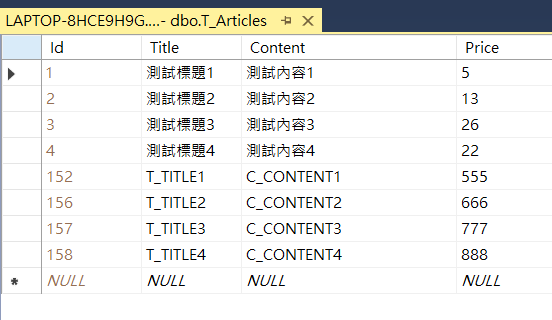 LAPTOP-8HCE9H9G....- dbo.T_Articles
Id Title Content Price
1 測試標題1 測試內容1 5
2 測試標題2 測試內容2 13
3 測試標題3 測試內容3 26
4 測試標題4 測試內容4 22
152 T_TITLE1 C_CONTENT1 555
156 T_TITLE2 C_CONTENT2 666
157 T_TITLE3 C_CONTENT3 777
158 T_TITLE4 C_CONTENT4 888
NULL NULL NULL NULL